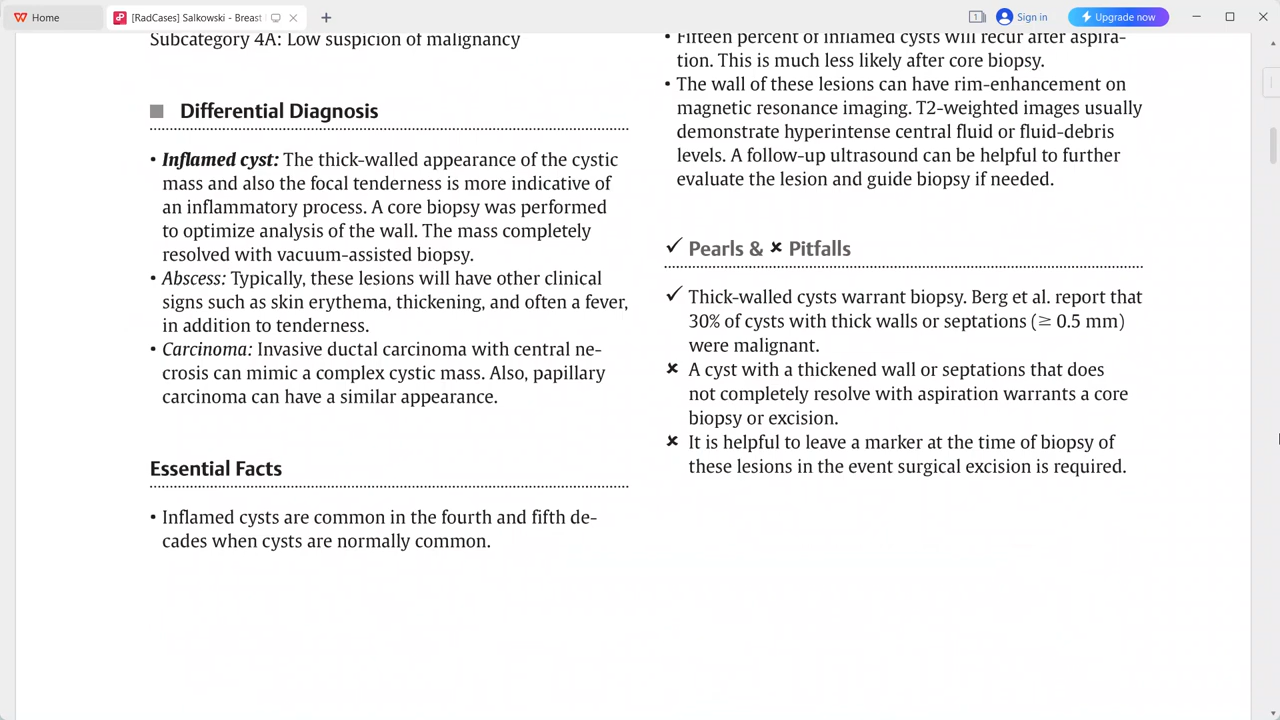 Home
[RadCases] Salkowski - Breast
Sign in
Upgrade now
Subcategory 4A: Low suspicion of malignancy
Differential Diagnosis
• Inflamed cyst: The thick-walled appearance of the cystic
mass and also the focal tenderness is more indicative of
an inflammatory process. A core biopsy was performed
to optimize analysis of the wall. The mass completely
resolved with vacuum-assisted biopsy.
• Abscess: Typically, these lesions will have other clinical
signs such as skin erythema, thickening, and often a fever,
in addition to tenderness.
• Carcinoma: Invasive ductal carcinoma with central ne-
crosis can mimic a complex cystic mass. Also, papillary
carcinoma can have a similar appearance.
Essential Facts
• Inflamed cysts are common in the fourth and fifth de-
cades when cysts are normally common.
• Fifteen percent of inflamed cysts will recur after aspira-
tion. This is much less likely after core biopsy.
• The wall of these lesions can have rim-enhancement on
magnetic resonance imaging. T2-weighted images usually
demonstrate hyperintense central fluid or fluid-debris
levels. A follow-up ultrasound can be helpful to further
evaluate the lesion and guide biopsy if needed.
✓ Pearls & ✗ Pitfalls
✓ Thick-walled cysts warrant biopsy. Berg et al. report that
30% of cysts with thick walls or septations (≥ 0.5 mm)
were malignant.
✗ A cyst with a thickened wall or septations that does
not completely resolve with aspiration warrants a core
biopsy or excision.
✗ It is helpful to leave a marker at the time of biopsy of
these lesions in the event surgical excision is required.